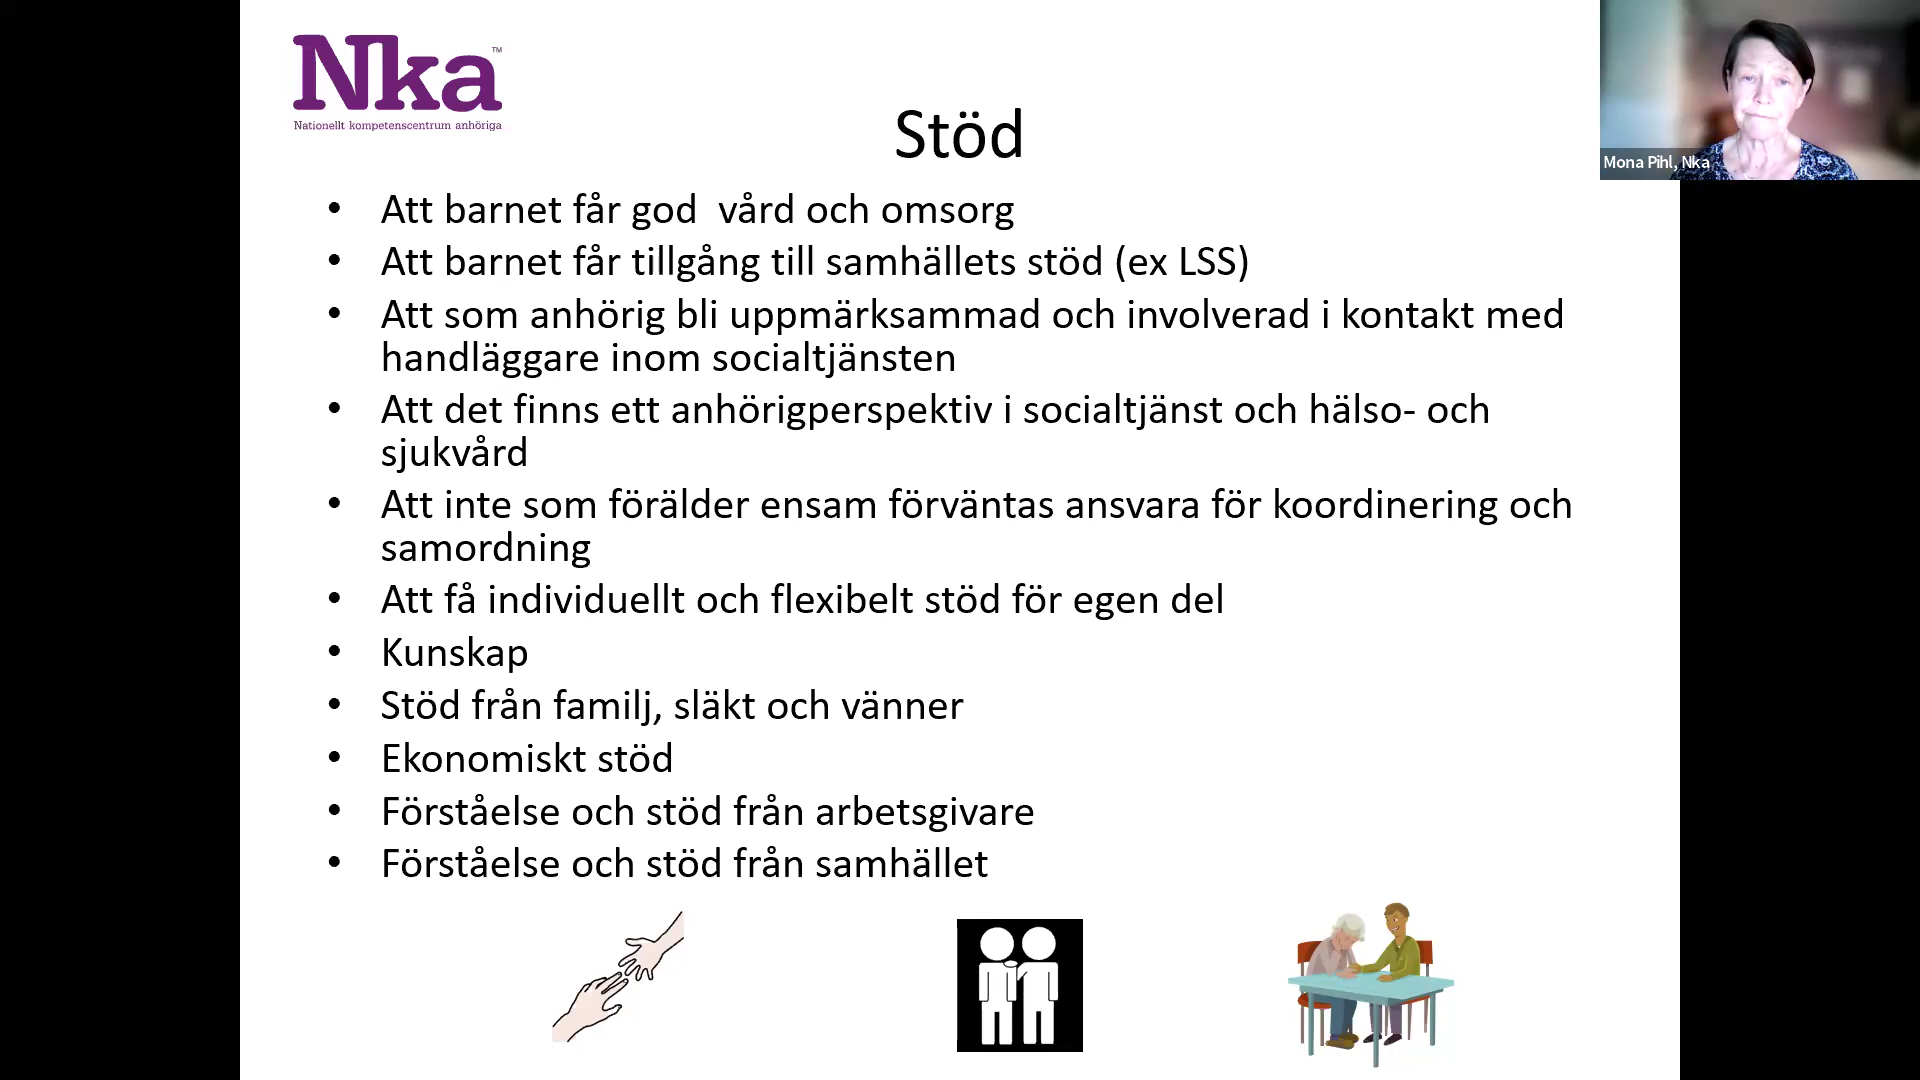 Nka™
Nationellt kompetenscentrum anhöriga
Stöd
Mona Pihl, Nka
• Att barnet får god  vård och omsorg
• Att barnet får tillgång till samhällets stöd (ex LSS)
• Att som anhörig bli uppmärksammad och involverad i kontakt med
handläggare inom socialtjänsten
• Att det finns ett anhörigperspektiv i socialtjänst och hälso- och
sjukvård
• Att inte som förälder ensam förväntas ansvara för koordinering och
samordning
• Att få individuellt och flexibelt stöd för egen del
• Kunskap
• Stöd från familj, släkt och vänner
• Ekonomiskt stöd
• Förståelse och stöd från arbetsgivare
• Förståelse och stöd från samhället